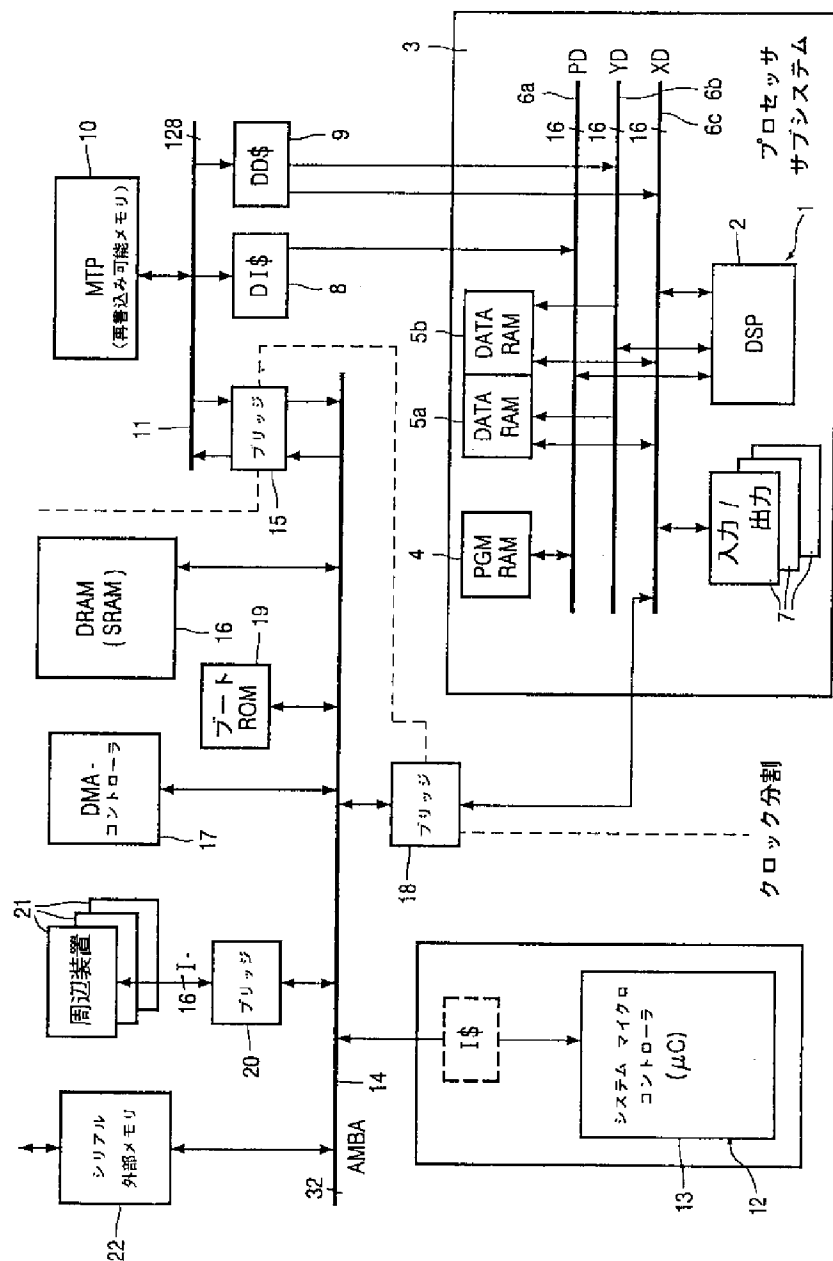 10
MTP
(再書込み可能メモリ)
128
11
DI$
8
DD$
9
ブリッジ
15
DRAM
(SRAM)
16
ブート
ROM
19
DMA-
コントローラ
17
周辺装置
21
16
I-
ブリッジ
20
シリアル
外部メモリ
22
32
AMBA
14
ブリッジ
18
クロック分割
I$
システム マイクロ
コントローラ
(μC)
13
12
3
プロセッサ
サブシステム
PGM
RAM
4
DATA
RAM
5a
DATA
RAM
5b
16
6a
PD
16
YD
6b
16
XD
6c
入力/
出力
7
DSP
2
1